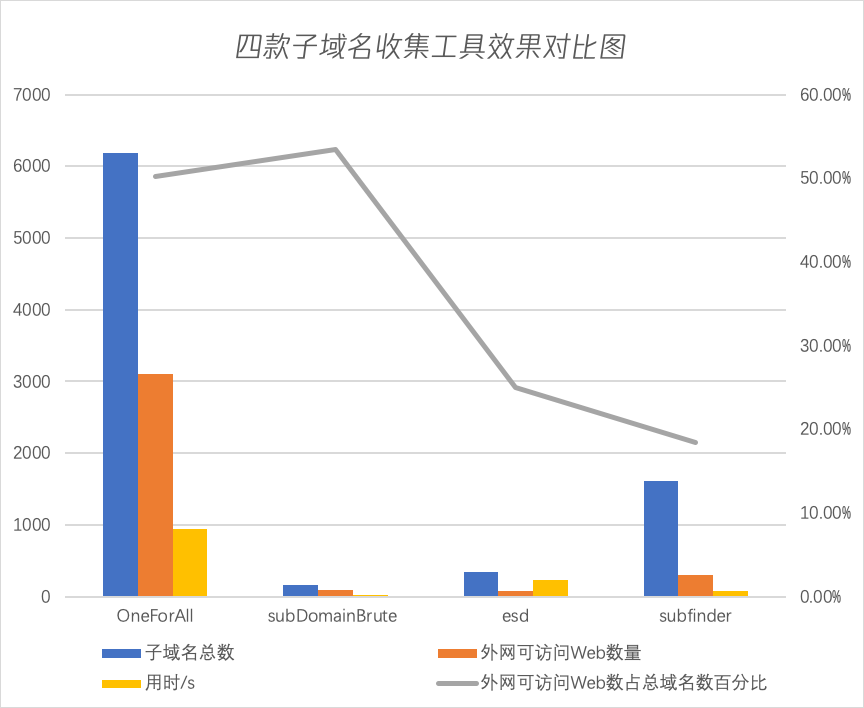 四款子域名收集工具效果对比图
7000 60.00%
6000 50.00%
5000 40.00%
4000 30.00%
3000 20.00%
2000 10.00%
1000 0.00%
0
OneForAll subDomainBrute esd subfinder
子域名总数 外网可访问Web数量
用时/s 外网可访问Web数占总域名数百分比